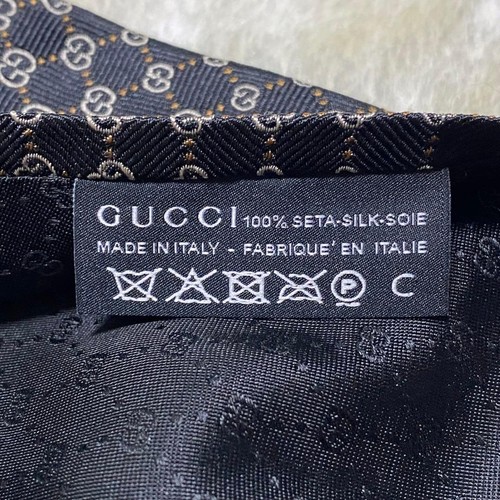 GUCCI 100% SETA-SILK-SOIE
MADE IN ITALY - FABRIQUE' EN ITALIE
P C